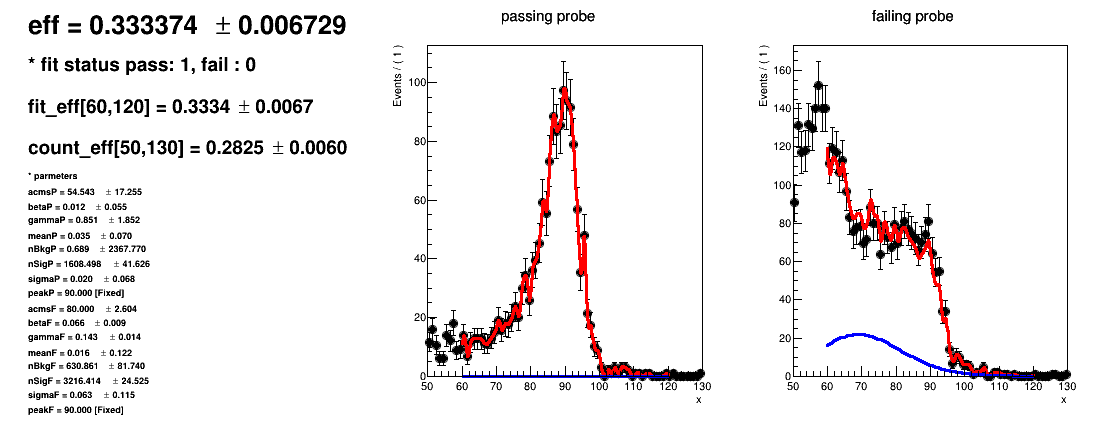 eff = 0.333374 ± 0.006729
* fit status pass: 1, fail : 0
fit_eff[60,120] = 0.3334 ± 0.0067
count_eff[50,130] = 0.2825 ± 0.0060
* parmeters
acmsP = 54.543 ± 17.255
betaP = 0.012 ± 0.055
gammaP = 0.851 ± 1.852
meanP = 0.035 ± 0.070
nBkgP = 0.689 ± 2367.770
nSigP = 1608.498 ± 41.626
sigmaP = 0.020 ± 0.068
peakP = 90.000 [Fixed]
acmsF = 80.000 ± 2.604
betaF = 0.066 ± 0.009
gammaF = 0.143 ± 0.014
meanF = 0.016 ± 0.122
nBkgF = 630.861 ± 81.740
nSigF = 3216.414 ± 24.525
sigmaF = 0.063 ± 0.115
peakF = 90.000 [Fixed]
passing probe
Events / ( 1 )
100
80
60
40
20
0
50 60 70 80 90 100 110 120 130
x
failing probe
Events / ( 1 )
160
140
120
100
80
60
40
20
0
50 60 70 80 90 100 110 120 130
x